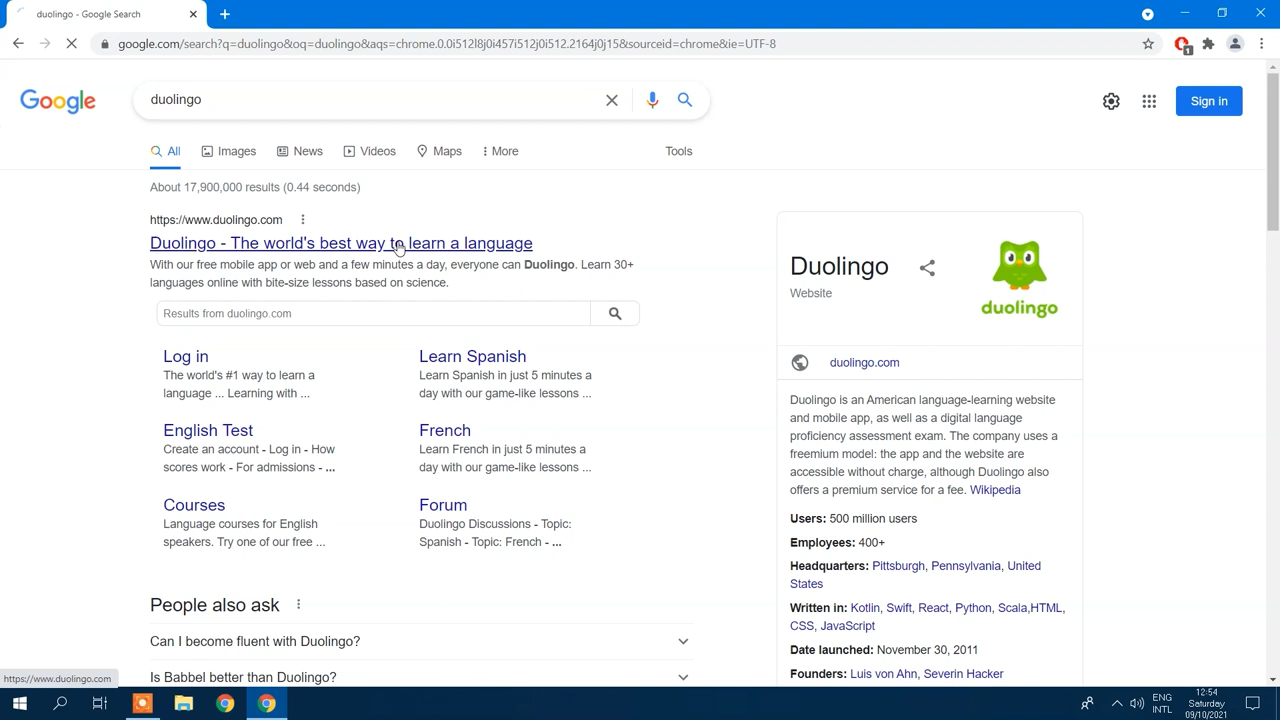 duolingo - Google Search
google.com/search?q=duolingo&oq=duolingo&aqs=chrome.0.0i512l9j0i457i512j0i512.2164j0j15&sourceid=chrome&ie=UTF-8
1
Google
duolingo
Sign in
All
Images
News
Videos
Maps
More
Tools
About 17,900,000 results (0.44 seconds)
https://www.duolingo.com
Duolingo - The world's best way to learn a language
With our free mobile app or web and a few minutes a day, everyone can Duolingo. Learn 30+
languages online with bite-size lessons based on science.
Results from duolingo.com
Log in
The world's #1 way to learn a
language ... Learning with ...
Learn Spanish
Learn Spanish in just 5 minutes a
day with our game-like lessons ...
English Test
Create an account - Log in - How
scores work - For admissions - ...
French
Learn French in just 5 minutes a
day with our game-like lessons ...
Courses
Language courses for English
speakers. Try one of our free ...
Forum
Duolingo Discussions - Topic:
Spanish - Topic: French - ...
People also ask
Can I become fluent with Duolingo?
Is Babbel better than Duolingo?
Duolingo
Website
duolingo
duolingo.com
Duolingo is an American language-learning website
and mobile app, as well as a digital language
proficiency assessment exam. The company uses a
freemium model: the app and the website are
accessible without charge, although Duolingo also
offers a premium service for a fee. Wikipedia
Users: 500 million users
Employees: 400+
Headquarters: Pittsburgh, Pennsylvania, United
States
Written in: Kotlin, Swift, React, Python, Scala,HTML,
CSS, JavaScript
Date launched: November 30, 2011
Founders: Luis von Ahn, Severin Hacker
https://www.duolingo.com
ENG
INTL
12:54
Saturday
09/10/2021